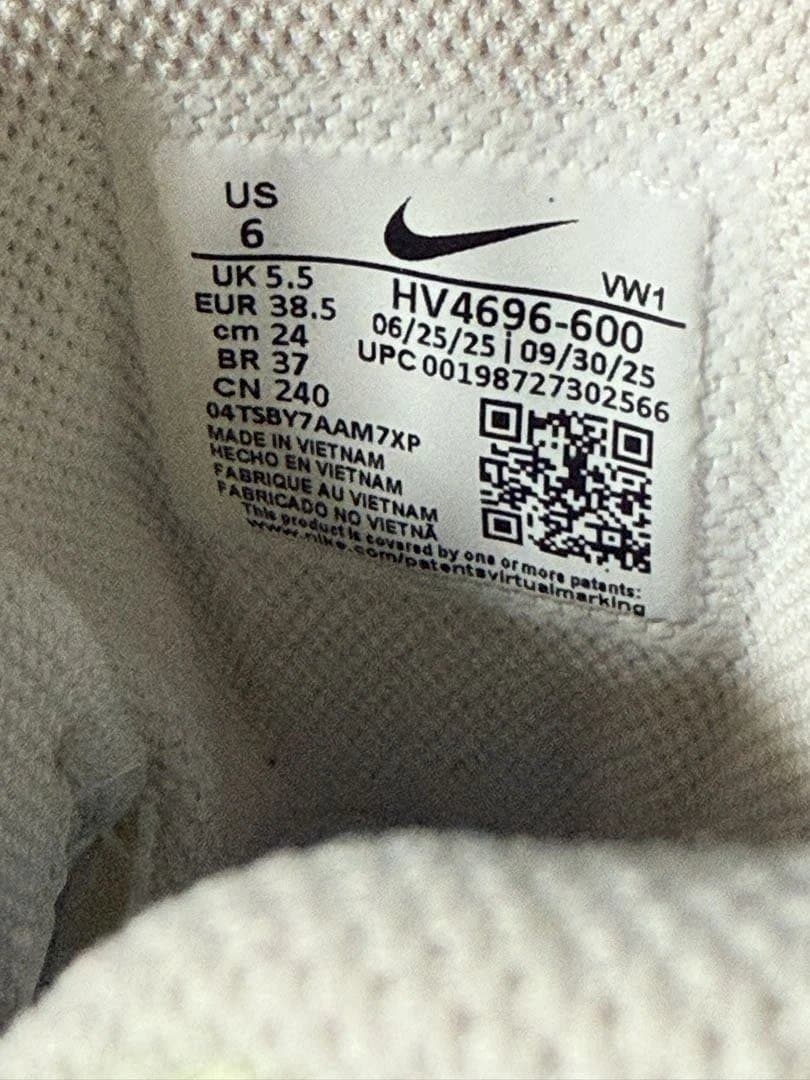 US
6
VW1
UK 5.5
EUR 38.5
cm 24
BR 37
CN 240
HV4696-600
06/25/25 | 09/30/25
UPC 00198727302566
04TSBY7AAM7XP
MADE IN VIETNAM
HECHO EN VIETNAM
FABRIQUE AU VIETNAM
FABRICADO NO VIETNÃ
This product is covered by one or more patents:
www.nike.com/patentsvirtualmarking